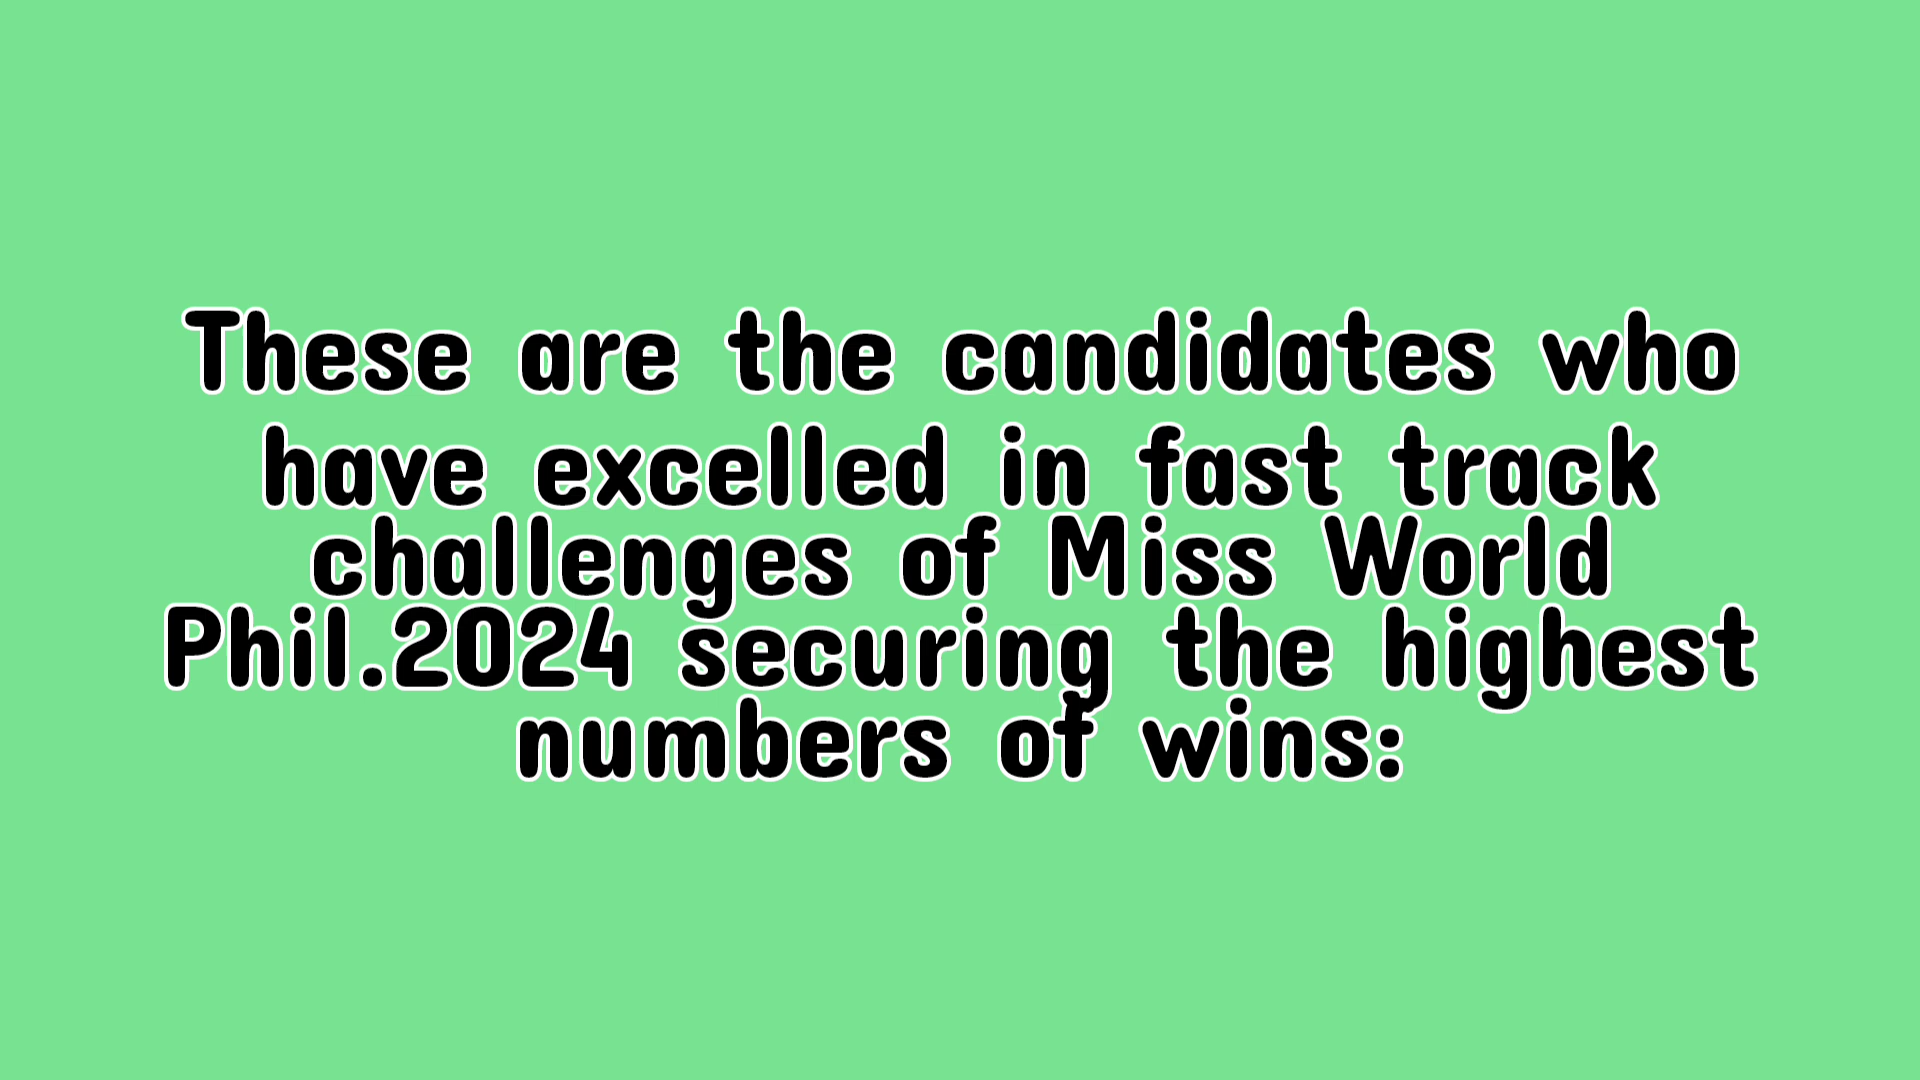 These are the candidates who
have excelled in fast track
challenges of Miss World
Phil.2024 securing the highest
numbers of wins: